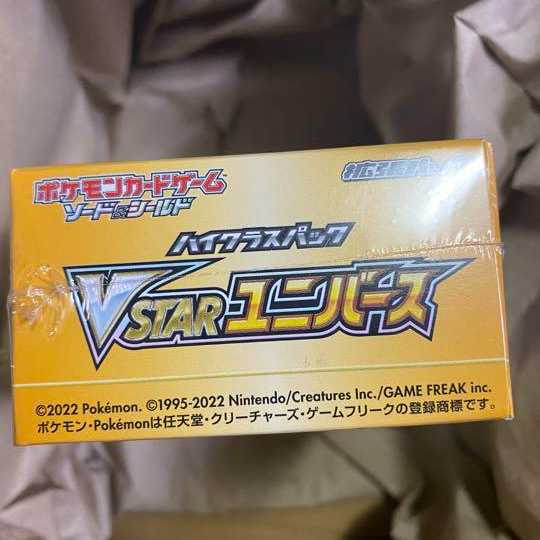 ポケモンカードゲーム
ソード&シールド
拡張パック
ハイクラスパック
VSTARユニバース
©2022 Pokémon. ©1995-2022 Nintendo/Creatures Inc./GAME FREAK inc.
ポケモン・Pokémonは任天堂・クリーチャーズ・ゲームフリークの登録商標です。